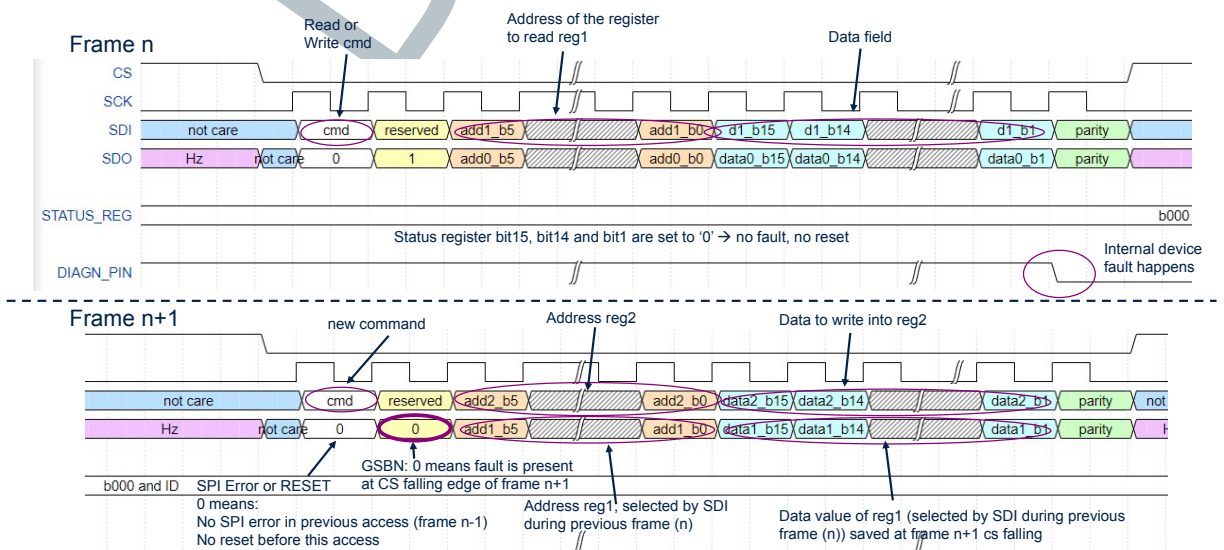 Frame n
Read or
Write cmd
Address of the register
to read reg1
Data field
CS
SCK
SDI not care cmd reserved add1_b5 add1_b0 d1_b15 d1_b14 d1_b1 parity
SDO Hz not care 0 1 add0_b5 add0_b0 data0_b15 data0_b14 data0_b1 parity
STATUS_REG b000
Status register bit15, bit14 and bit1 are set to '0' → no fault, no reset
Internal device
fault happens
DIAGN_PIN
Frame n+1
new command
Address reg2
Data to write into reg2
not care cmd reserved add2_b5 add2_b0 data2_b15 data2_b14 data2_b1 parity not
Hz not care 0 0 add1_b5 add1_b0 data1_b15 data1_b14 data1_b1 parity
GSBN: 0 means fault is present
at CS falling edge of frame n+1
b000 and ID
SPI Error or RESET
0 means:
No SPI error in previous access (frame n-1)
No reset before this access
Address reg1, selected by SDI
during previous frame (n)
Data value of reg1 (selected by SDI during previous
frame (n)) saved at frame n+1 cs falling